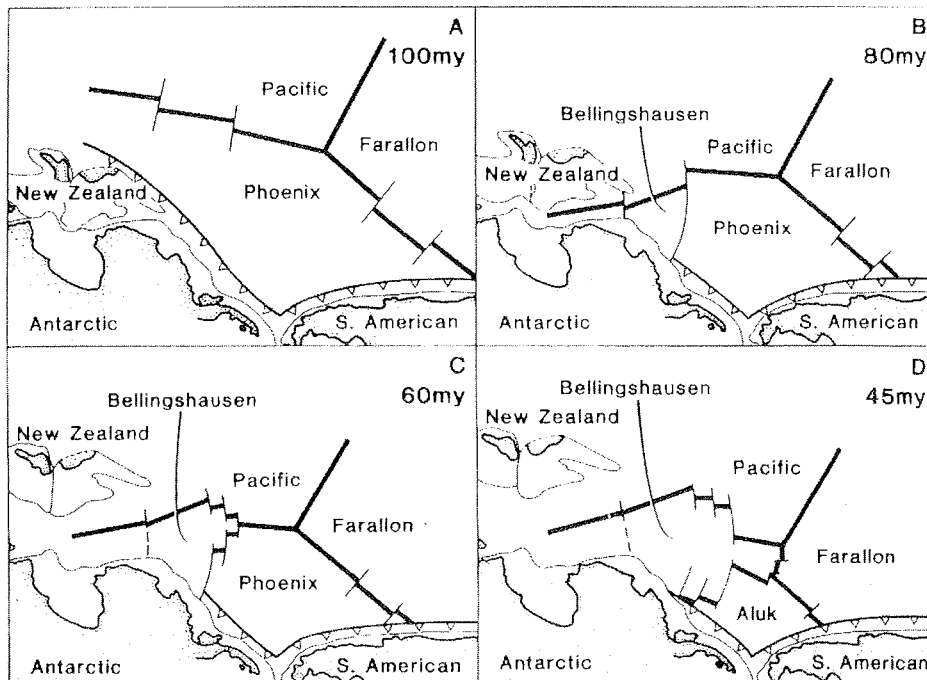 A
100my
Pacific
Farallon
New Zealand
Phoenix
Antarctic
S. American
B
80my
Bellingshausen
Pacific
New Zealand
Farallon
Phoenix
Antarctic
S. American
C
60my
Bellingshausen
New Zealand
Pacific
Farallon
Phoenix
Antarctic
S. American
D
45my
Bellingshausen
New Zealand
Pacific
Farallon
Aluk
Antarctic
S. American